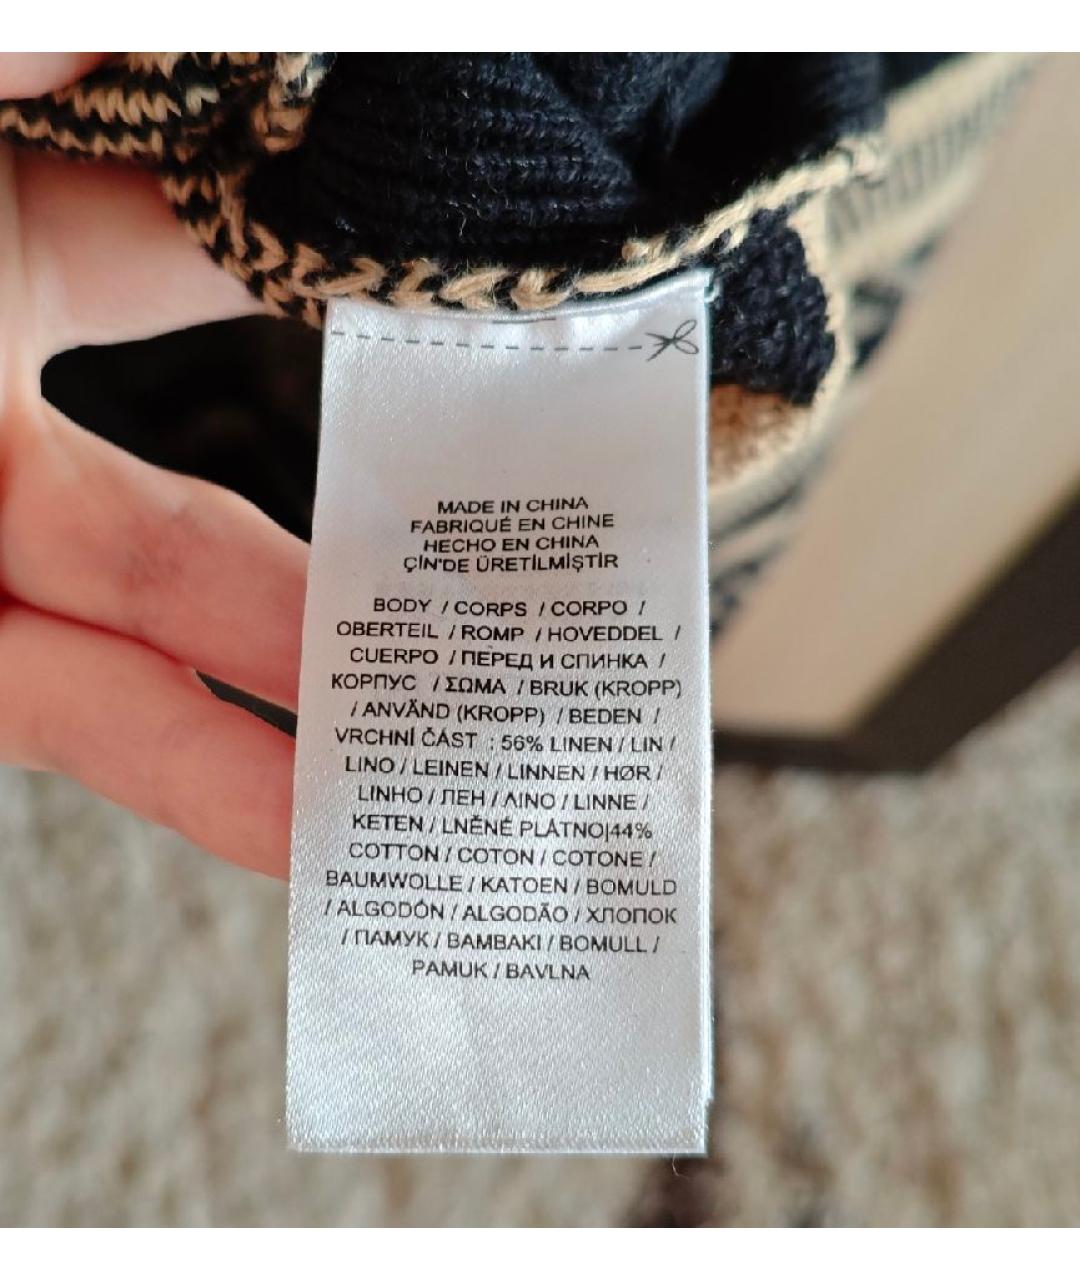 MADE IN CHINA
FABRIQUÉ EN CHINE
HECHO EN CHINA
ÇİN'DE ÜRETİLMİŞTİR
BODY / CORPS / CORPO /
OBERTEIL / ROMP / HOVEDDEL /
CUERPO / ПЕРЕД И СПИНКА /
КОРПУС / ΣΩΜΑ / BRUK (KROPP)
/ ANVÄND (KROPP) / BEDEN /
VRCHNÍ ČÁST : 56% LINEN / LIN /
LINO / LEINEN / LINNEN / HØR /
LINHO / ЛЕН / ΛΙΝΟ / LINNE /
KETEN / LNĚNÉ PLÁTNO|44%
COTTON / COTON / COTONE /
BAUMWOLLE / KATOEN / BOMULD
/ ALGODÓN / ALGODÃO / ХЛОПОК
/ ПАМУК / BAMBAKI / BOMULL /
PAMUK / BAVLNA